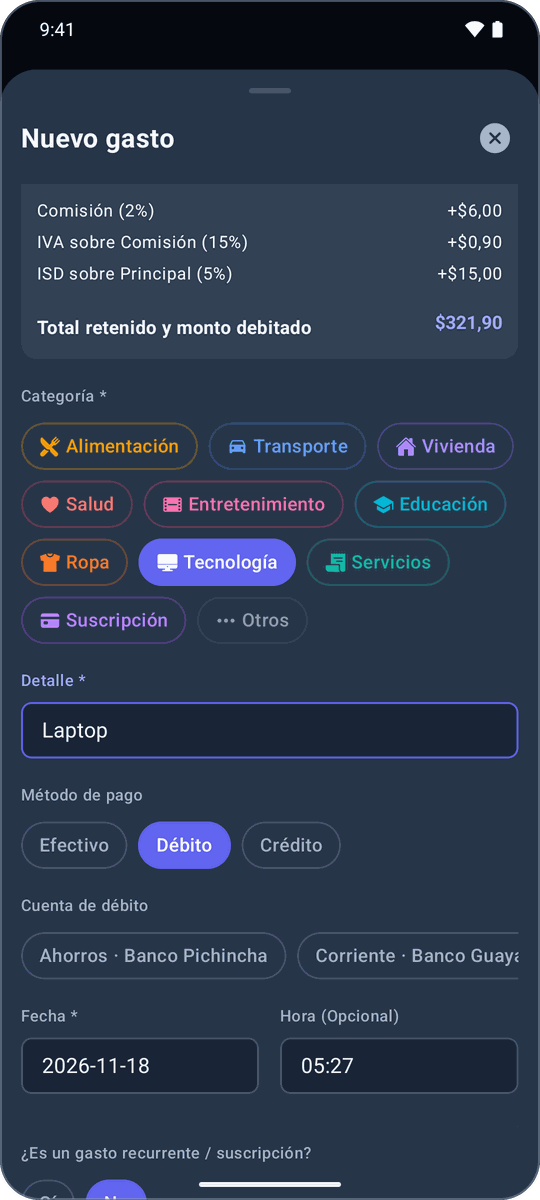 9:41
Nuevo gasto
Comisión (2%) +$6,00
IVA sobre Comisión (15%) +$0,90
ISD sobre Principal (5%) +$15,00
Total retenido y monto debitado $321,90
Categoría *
Alimentación Transporte Vivienda
Salud Entretenimiento Educación
Ropa Tecnología Servicios
Suscripción Otros
Detalle *
Laptop
Método de pago
Efectivo Débito Crédito
Cuenta de débito
Ahorros · Banco Pichincha Corriente · Banco
Fecha * Hora (Opcional)
2026-11-18 05:27
¿Es un gasto recurrente / suscripción?